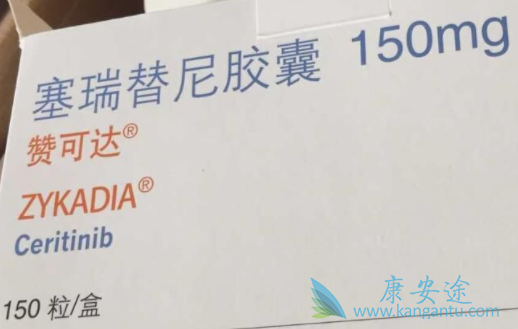 塞瑞替尼胶囊 150mg
赞可达®
ZYKADIA®
Ceritinib
150 粒/盒
康安途
www.kangantu.com